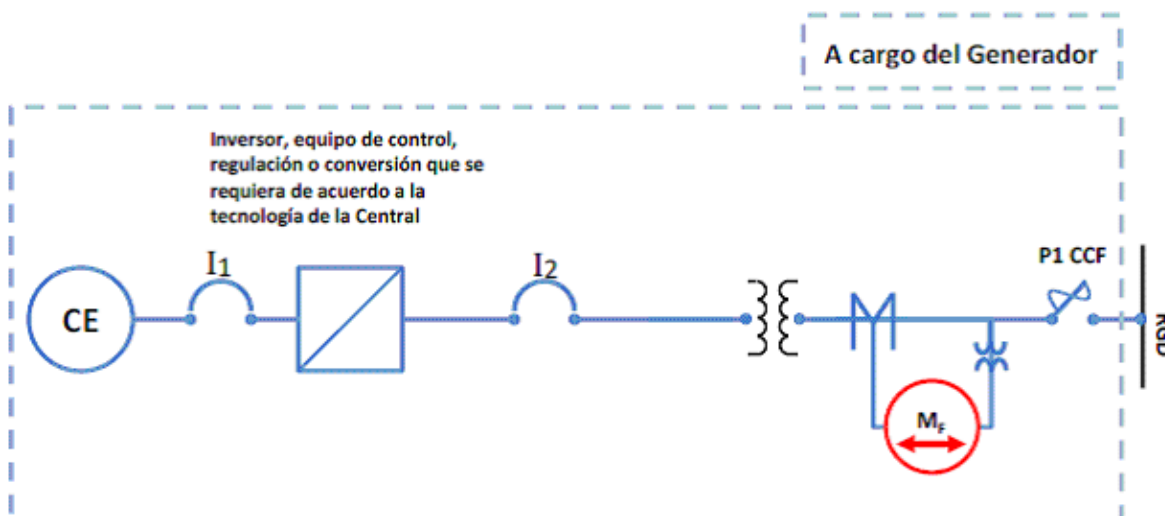 A cargo del Generador
Inversor, equipo de control,
regulación o conversión que se
requiera de acuerdo a la
tecnología de la Central
I1
I2
P1 CCF
CE
RGD
MF